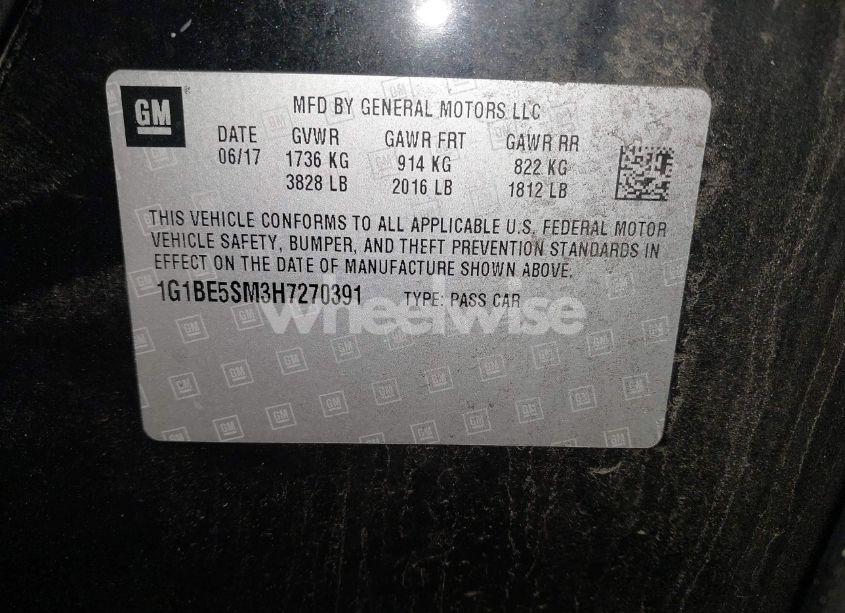 GM
MFD BY GENERAL MOTORS LLC
DATE GVWR GAWR FRT GAWR RR
06/17 1736 KG 914 KG 822 KG
3828 LB 2016 LB 1812 LB
THIS VEHICLE CONFORMS TO ALL APPLICABLE U.S. FEDERAL MOTOR
VEHICLE SAFETY, BUMPER, AND THEFT PREVENTION STANDARDS IN
EFFECT ON THE DATE OF MANUFACTURE SHOWN ABOVE.
1G1BE5SM3H7270391 TYPE: PASS CAR
wheelwise